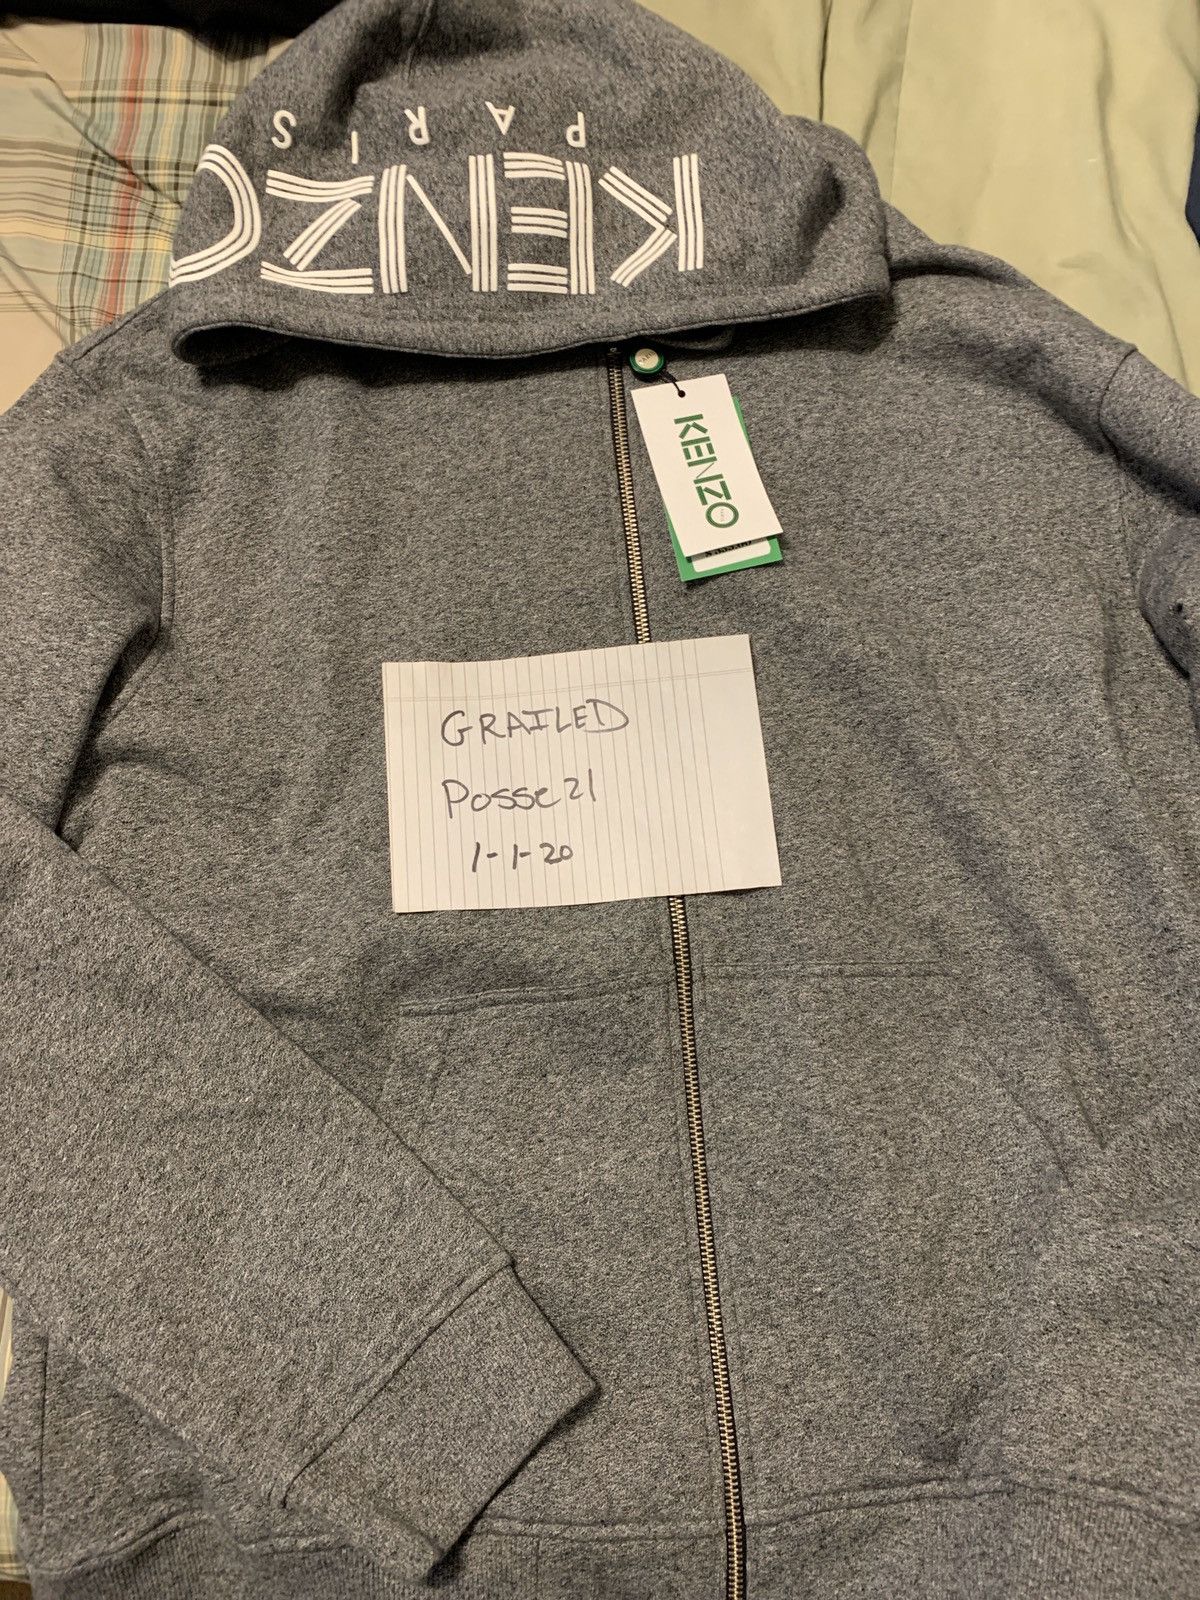 PARIS
KENZO
KENZO
GRAILED
Posse21
1-1-20